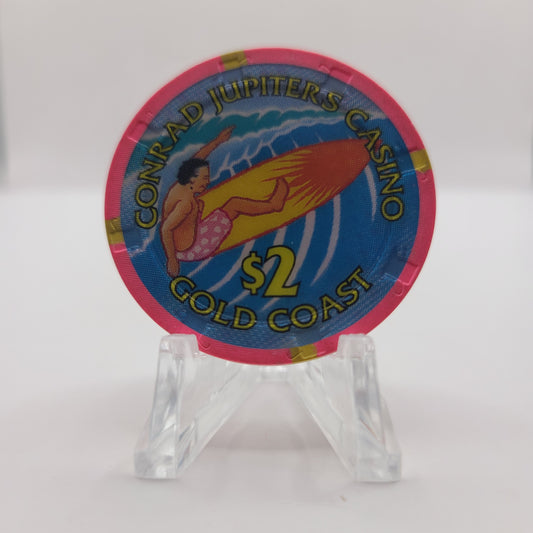 CONRAD JUPITERS CASINO
$2
GOLD COAST